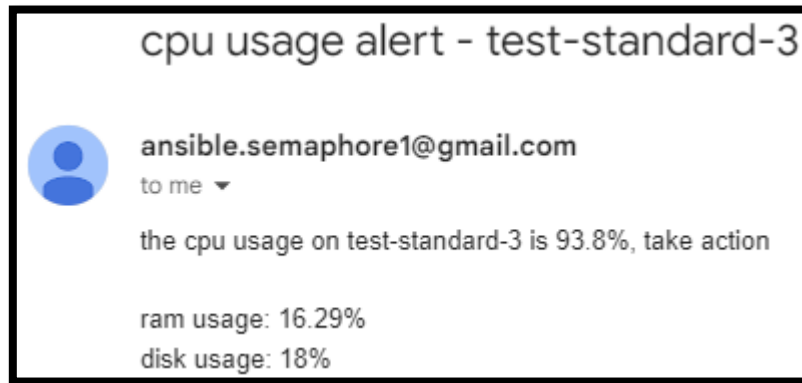 cpu usage alert - test-standard-3
ansible.semaphore1@gmail.com
to me
the cpu usage on test-standard-3 is 93.8%, take action
ram usage: 16.29%
disk usage: 18%